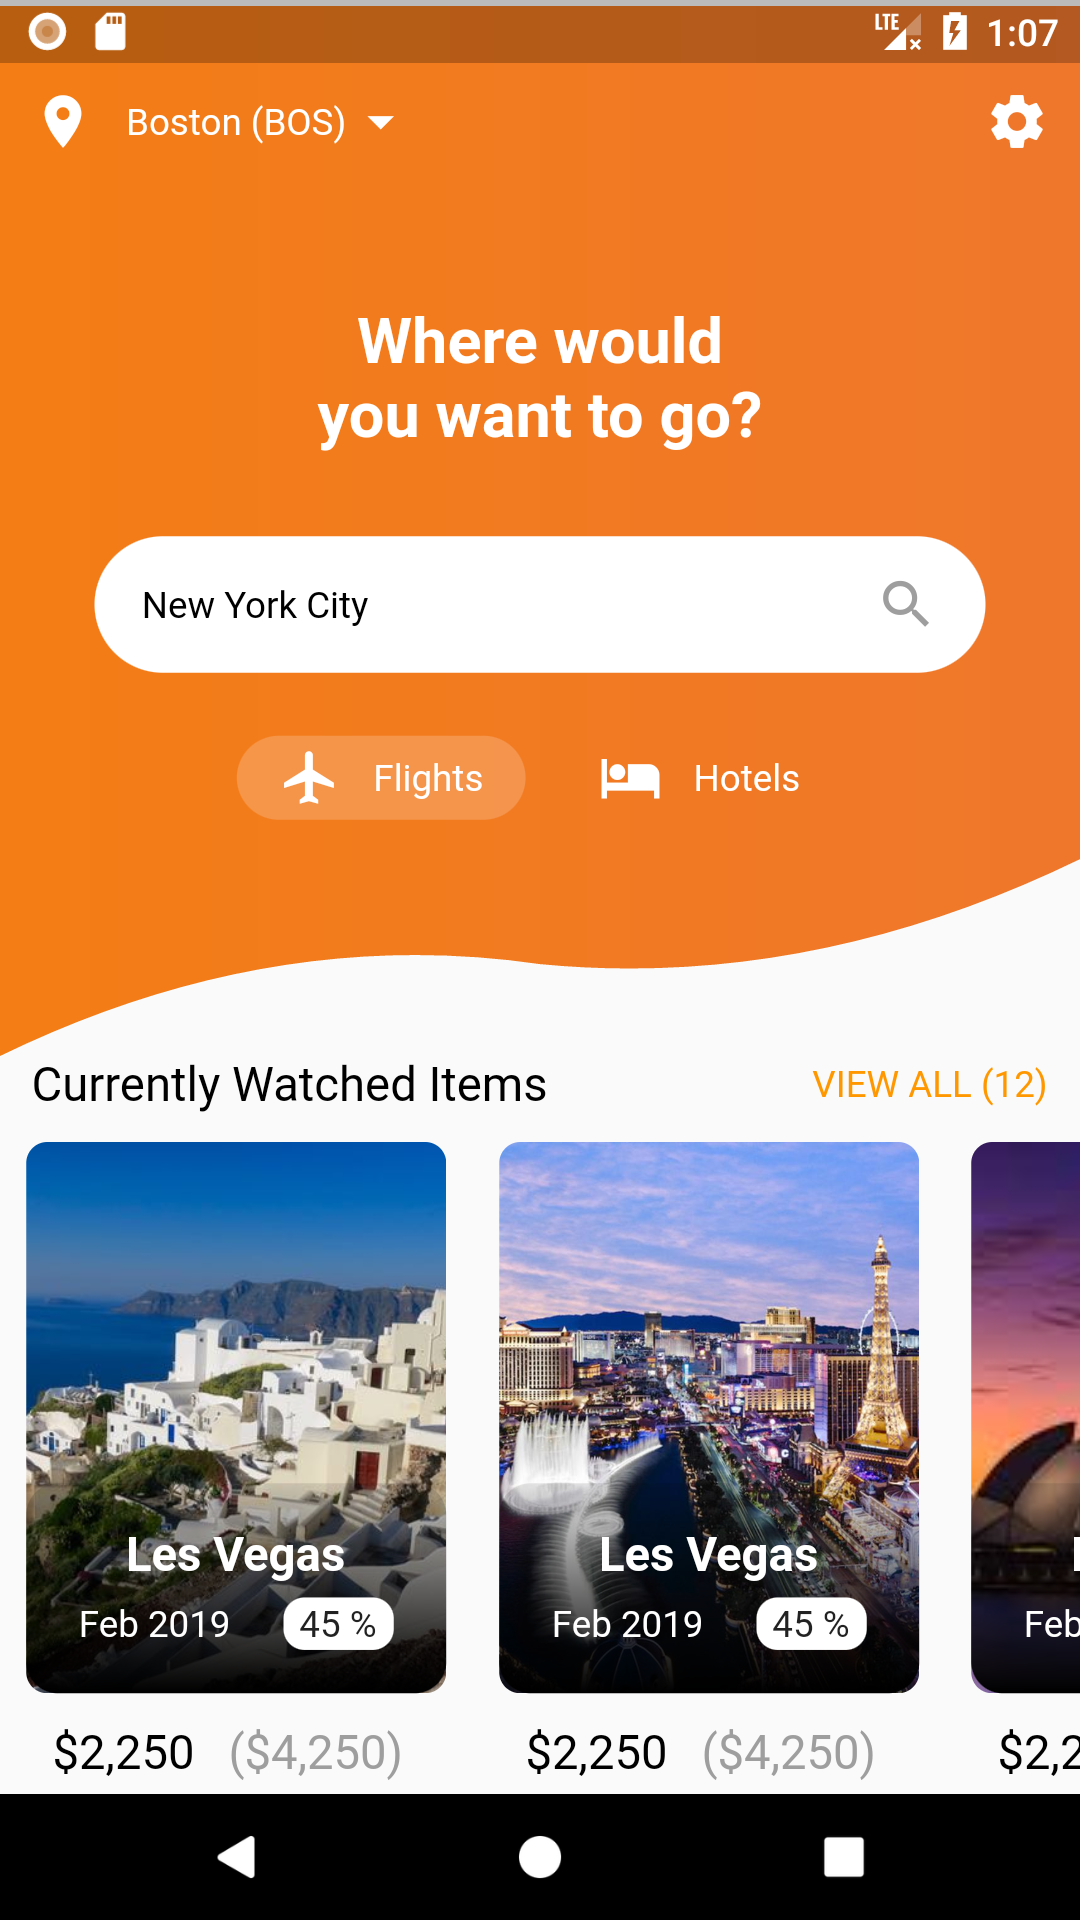 LTE 1:07
Boston (BOS)
Where would
you want to go?
New York City
Flights Hotels
Currently Watched Items VIEW ALL (12)
Les Vegas Les Vegas
Feb 2019 45 % Feb 2019 45 % Feb
$2,250 ($4,250) $2,250 ($4,250) $2,2